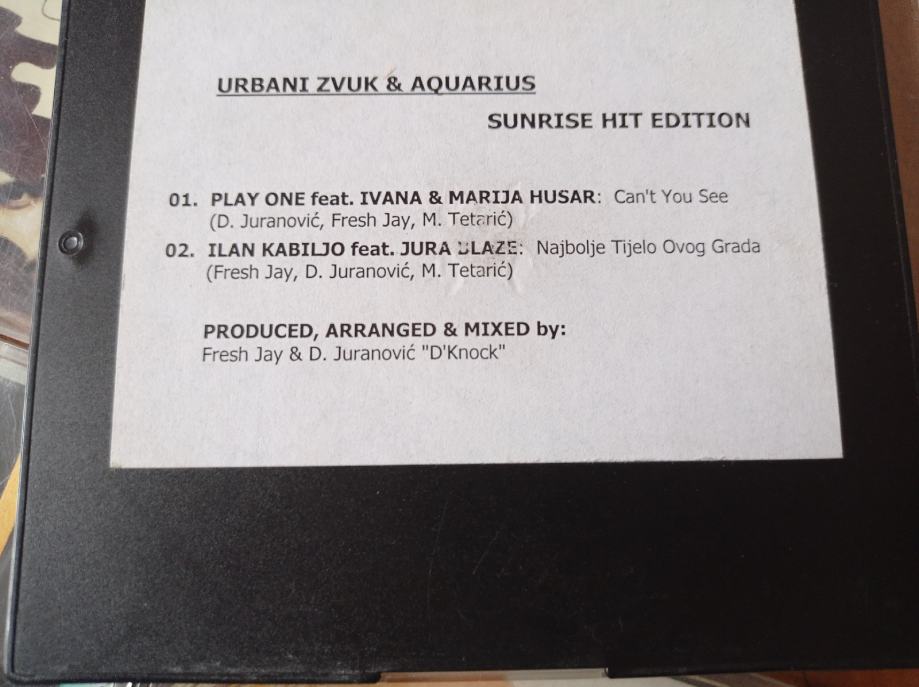 URBANI ZVUK & AQUARIUS
SUNRISE HIT EDITION
01. PLAY ONE feat. IVANA & MARIJA HUSAR: Can't You See
(D. Juranović, Fresh Jay, M. Tetarić)
02. ILAN KABILJO feat. JURA BLAZE: Najbolje Tijelo Ovog Grada
(Fresh Jay, D. Juranović, M. Tetarić)
PRODUCED, ARRANGED & MIXED by:
Fresh Jay & D. Juranović "D'Knock"